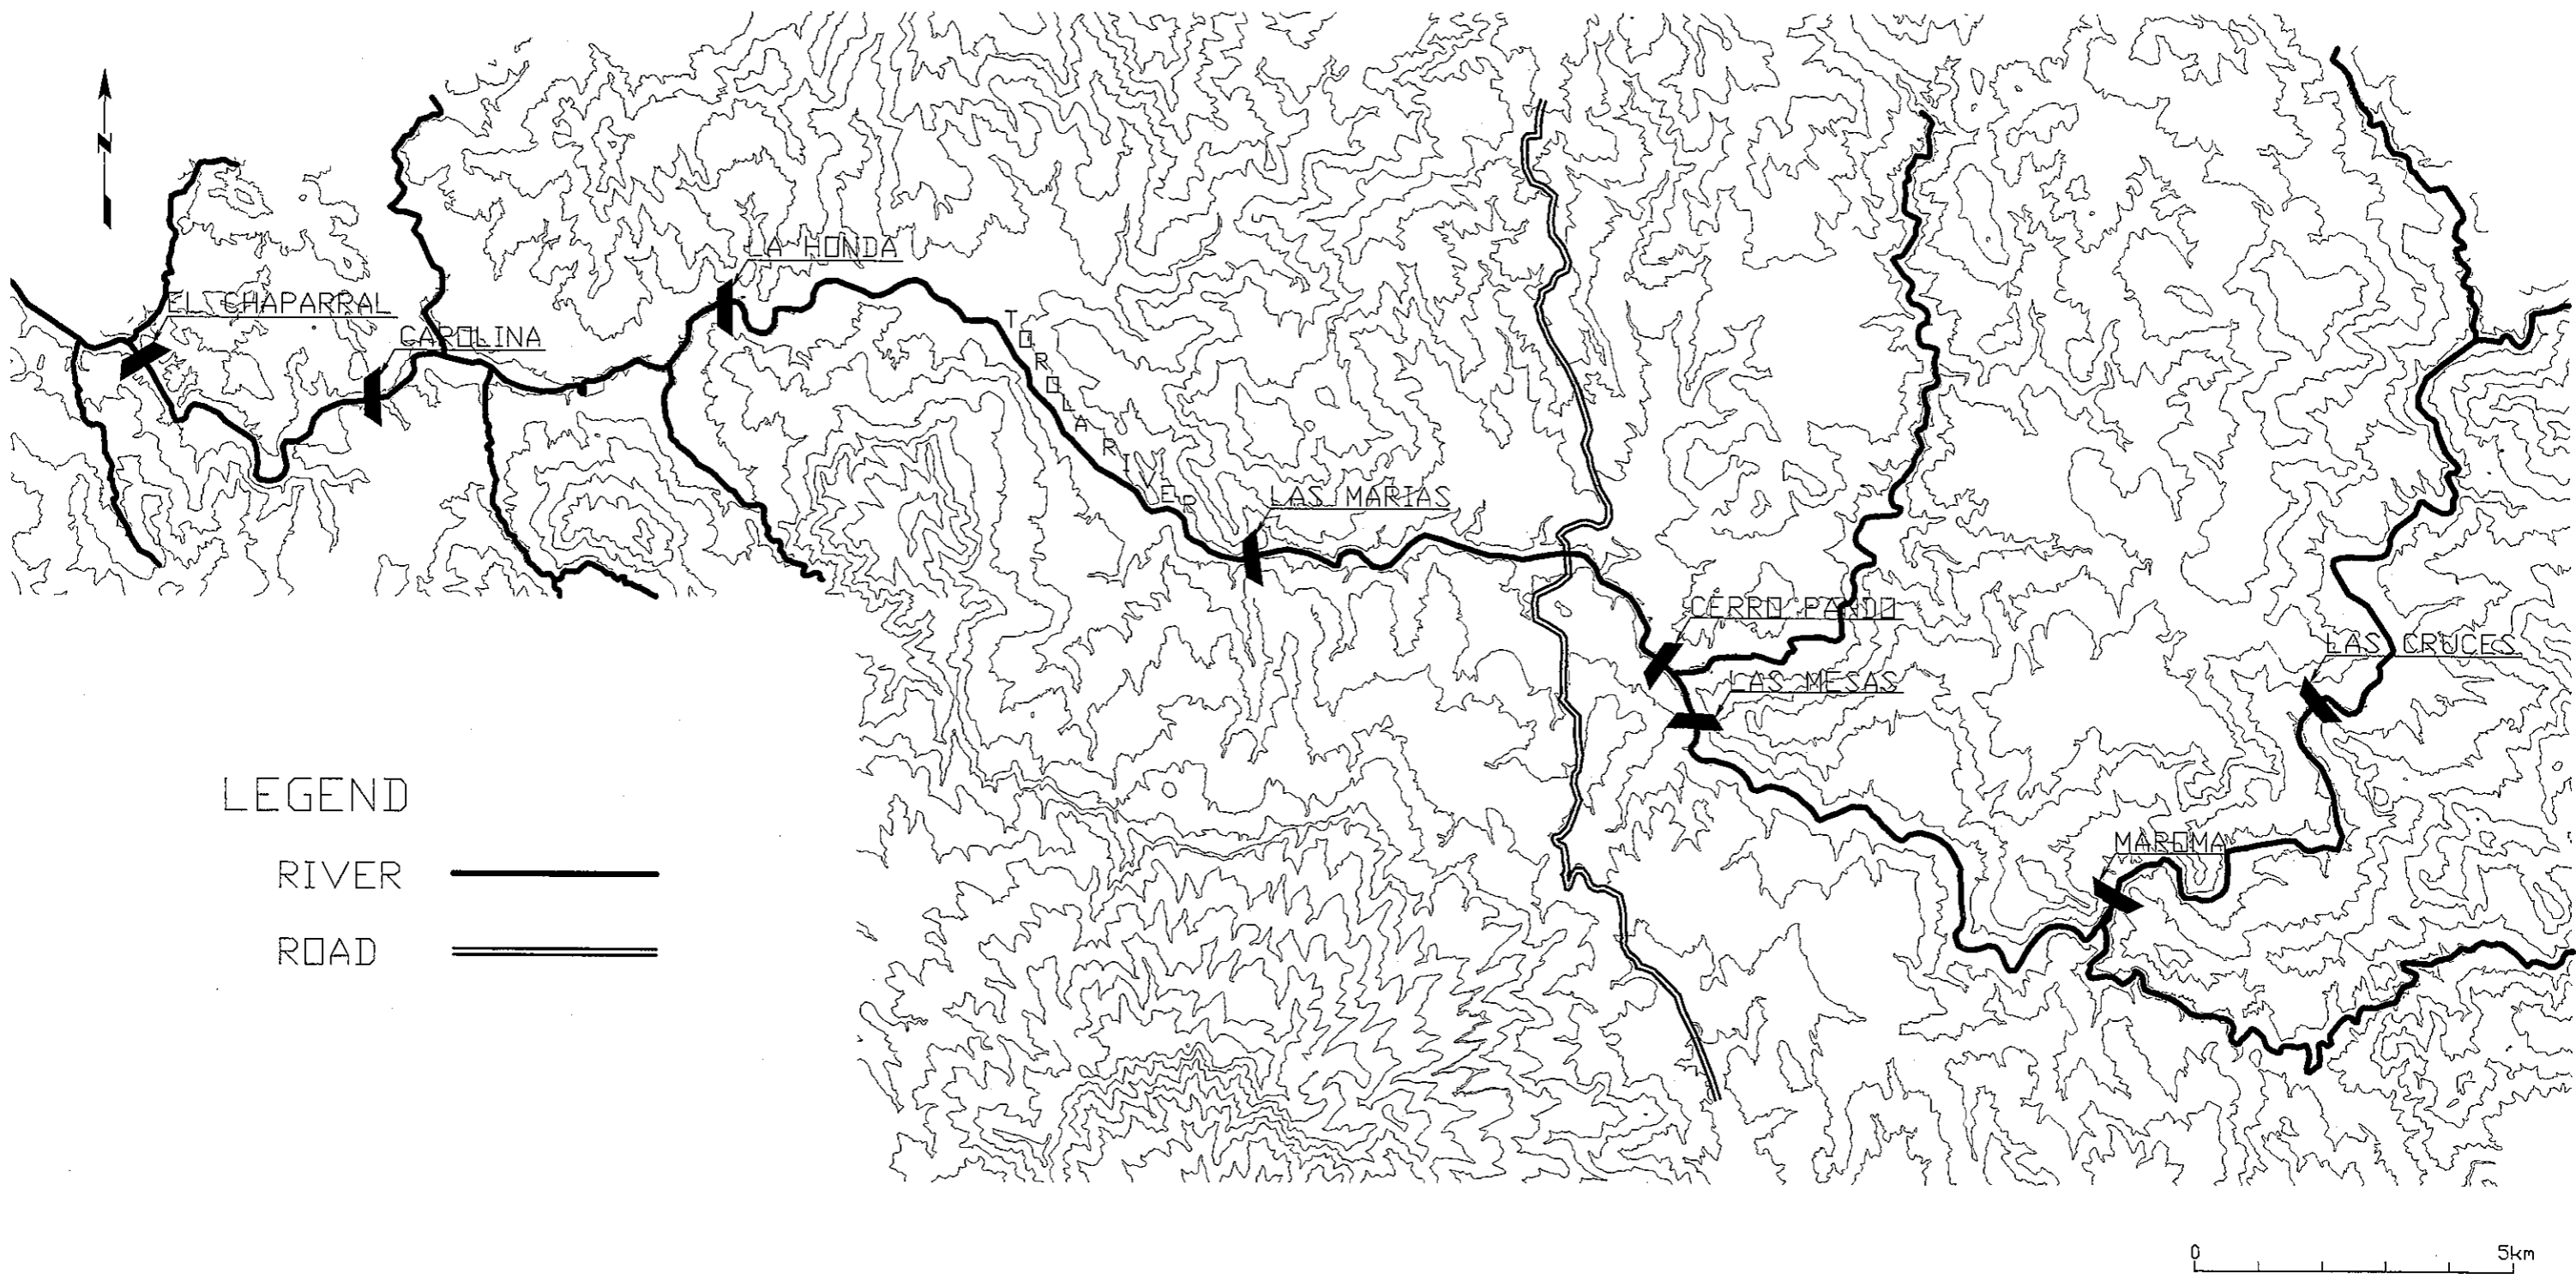 N
LA HONDA
EL CHAPARRAL
CAROLINA
TOROLA RIVER
LAS MARIAS
CERRO PANDO
LAS CRUCES
LAS MESAS
LEGEND
RIVER
MAROMA
ROAD
0 5km